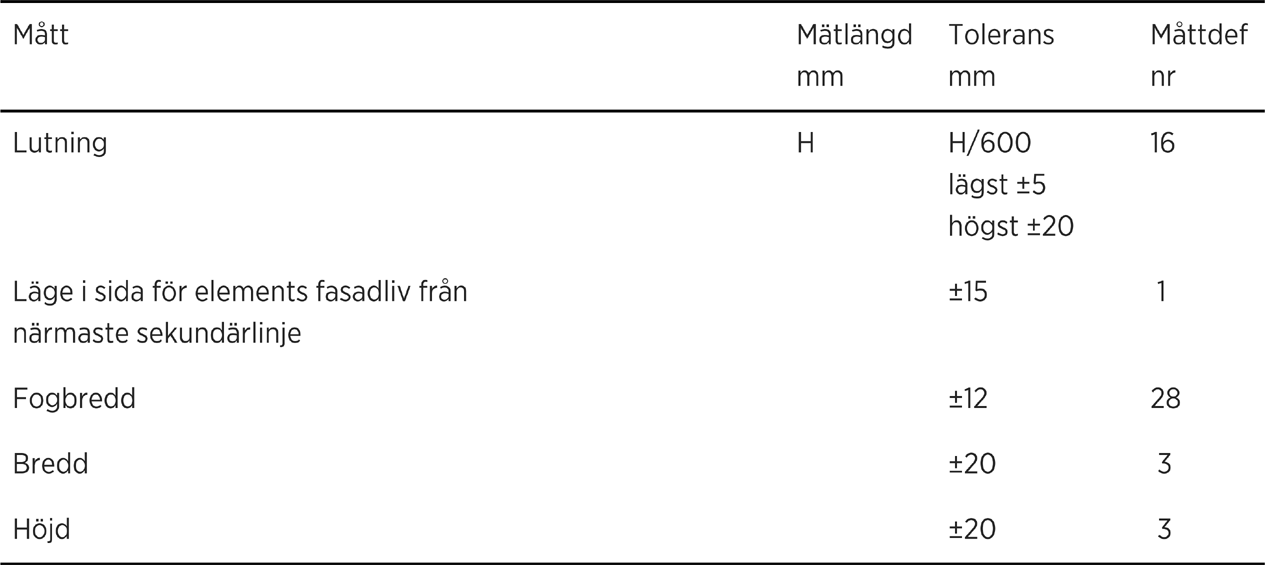 Mått Mätlängd Tolerans Måttdef
mm mm nr
Lutning H H/600 16
lägst ±5
högst ±20
Läge i sida för elements fasadliv från ±15 1
närmaste sekundärlinje
Fogbredd ±12 28
Bredd ±20 3
Höjd ±20 3